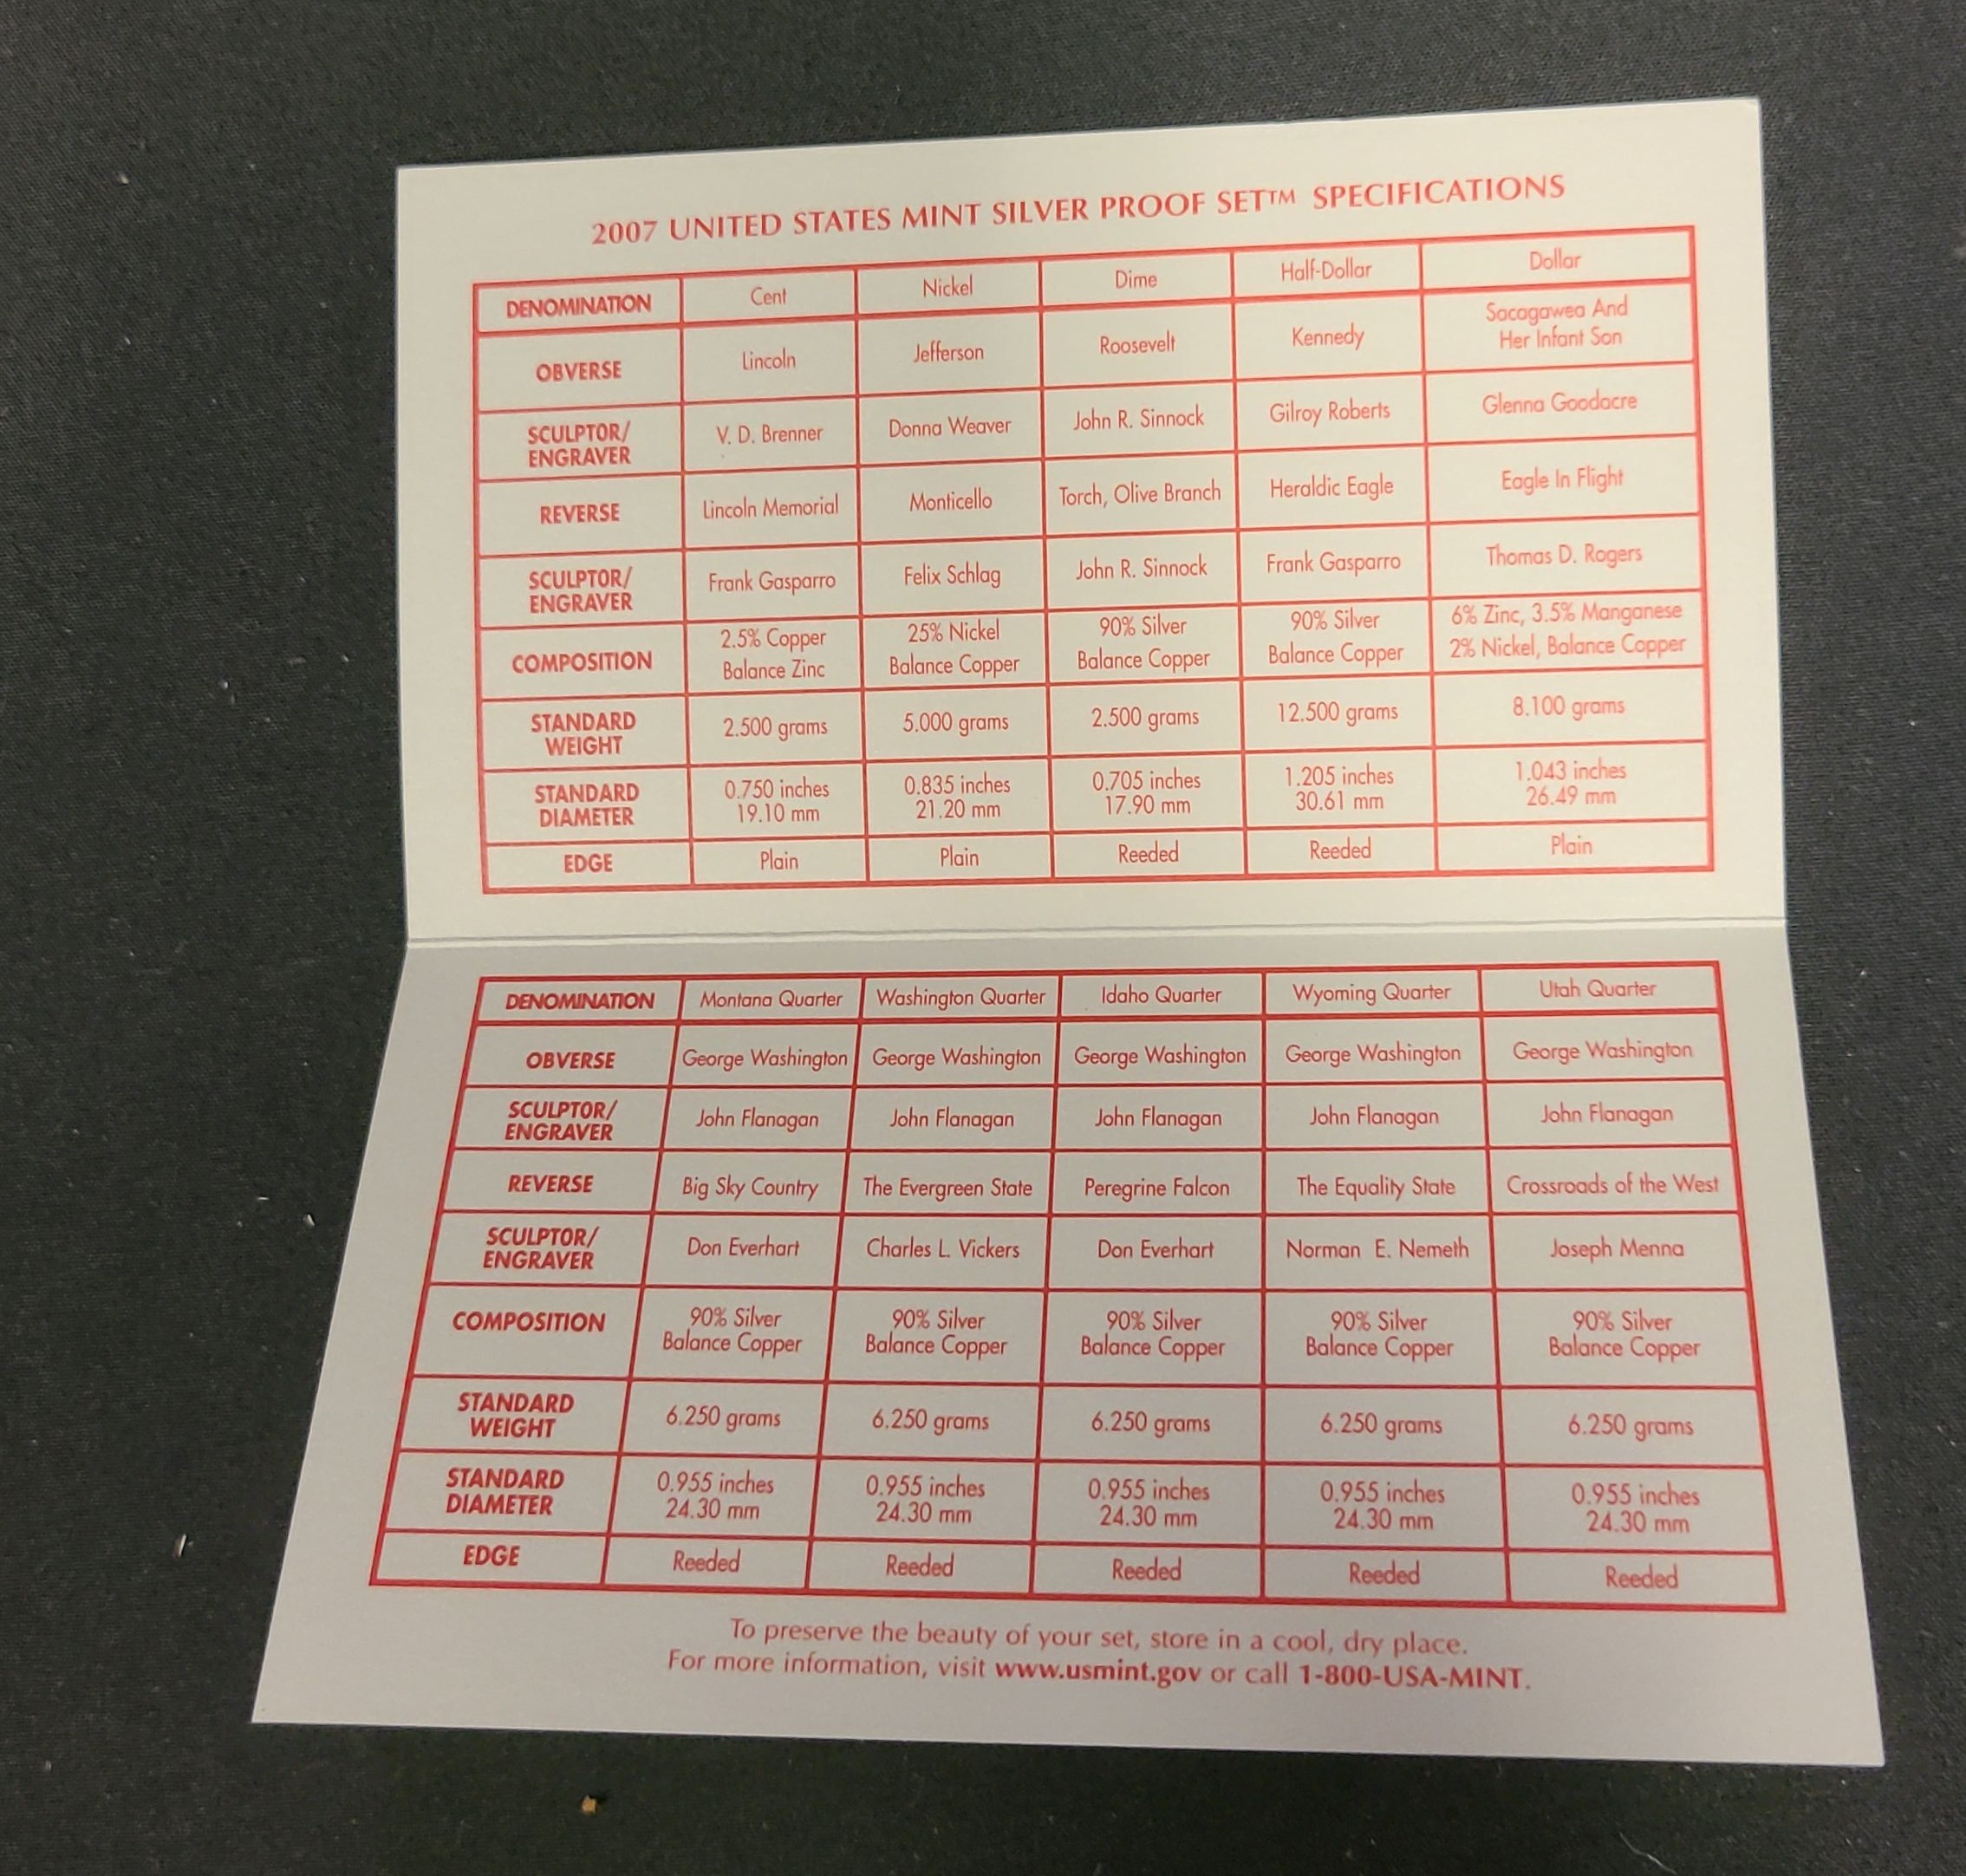 2007 UNITED STATES MINT SILVER PROOF SET™ SPECIFICATIONS
DENOMINATION Cent Nickel Dime Half-Dollar Dollar
OBVERSE Lincoln Jefferson Roosevelt Kennedy Sacagawea And
Her Infant Son
SCULPTOR/ V. D. Brenner Donna Weaver John R. Sinnock Gilroy Roberts Glenna Goodacre
ENGRAVER
REVERSE Lincoln Memorial Monticello Torch, Olive Branch Heraldic Eagle Eagle In Flight
SCULPTOR/ Frank Gasparro Felix Schlag John R. Sinnock Frank Gasparro Thomas D. Rogers
ENGRAVER
COMPOSITION 2.5% Copper 25% Nickel 90% Silver 90% Silver 6% Zinc, 3.5% Manganese
Balance Zinc Balance Copper Balance Copper Balance Copper 2% Nickel, Balance Copper
STANDARD 2.500 grams 5.000 grams 2.500 grams 12.500 grams 8.100 grams
WEIGHT
STANDARD 0.750 inches 0.835 inches 0.705 inches 1.205 inches 1.043 inches
DIAMETER 19.10 mm 21.20 mm 17.90 mm 30.61 mm 26.49 mm
EDGE Plain Plain Reeded Reeded Plain
DENOMINATION Montana Quarter Washington Quarter Idaho Quarter Wyoming Quarter Utah Quarter
OBVERSE George Washington George Washington George Washington George Washington George Washington
SCULPTOR/ John Flanagan John Flanagan John Flanagan John Flanagan John Flanagan
ENGRAVER
REVERSE Big Sky Country The Evergreen State Peregrine Falcon The Equality State Crossroads of the West
SCULPTOR/ Don Everhart Charles L. Vickers Don Everhart Norman E. Nemeth Joseph Menna
ENGRAVER
COMPOSITION 90% Silver 90% Silver 90% Silver 90% Silver 90% Silver
Balance Copper Balance Copper Balance Copper Balance Copper Balance Copper
STANDARD 6.250 grams 6.250 grams 6.250 grams 6.250 grams 6.250 grams
WEIGHT
STANDARD 0.955 inches 0.955 inches 0.955 inches 0.955 inches 0.955 inches
DIAMETER 24.30 mm 24.30 mm 24.30 mm 24.30 mm 24.30 mm
EDGE Reeded Reeded Reeded Reeded Reeded
To preserve the beauty of your set, store in a cool, dry place.
For more information, visit www.usmint.gov or call 1-800-USA-MINT.